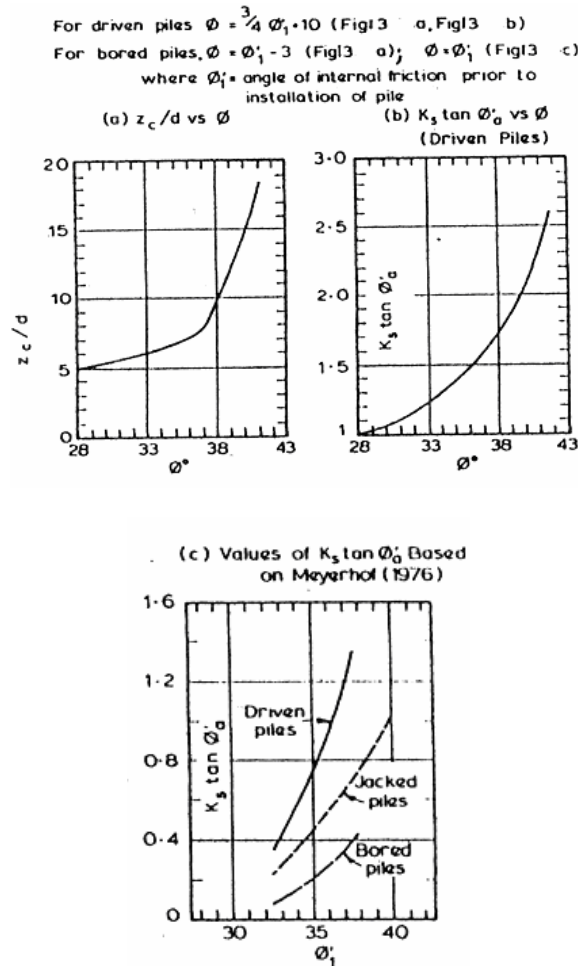 For driven piles Ø = 3/4 Ø'₁ + 10 (Fig13 a, Fig13 b)
For bored piles, Ø = Ø'₁ - 3 (Fig13 a); Ø = Ø'₁ (Fig13 c)
where Ø'₁ = angle of internal friction prior to
installation of pile
(a) z c/d vs Ø
(b) Ks tan Ø'a vs Ø
(Driven Piles)
20
15
10
5
0
z c/d
28 33 38 43
Ø°
3·0
2·5
2·0
1·5
1
Ks tan Ø'a
28 33 38 43
Ø°
(c) Values of Ks tan Ø'a Based
on Meyerhof (1976)
1·6
1·2
0·8
0·4
0
Ks tan Ø'a
Driven
piles
Jacked
piles
Bored
piles
30 35 40
Ø'₁